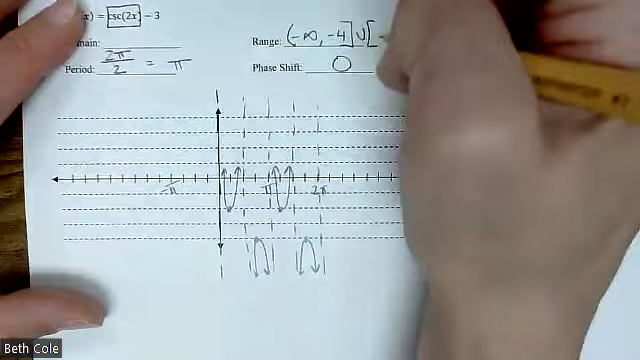 x) = csc(2x) − 3
main:
Range: (-∞, -4] ∪ [-
Period: 2π/2 = π
Phase Shift: 0
-π π 2π
Beth Cole